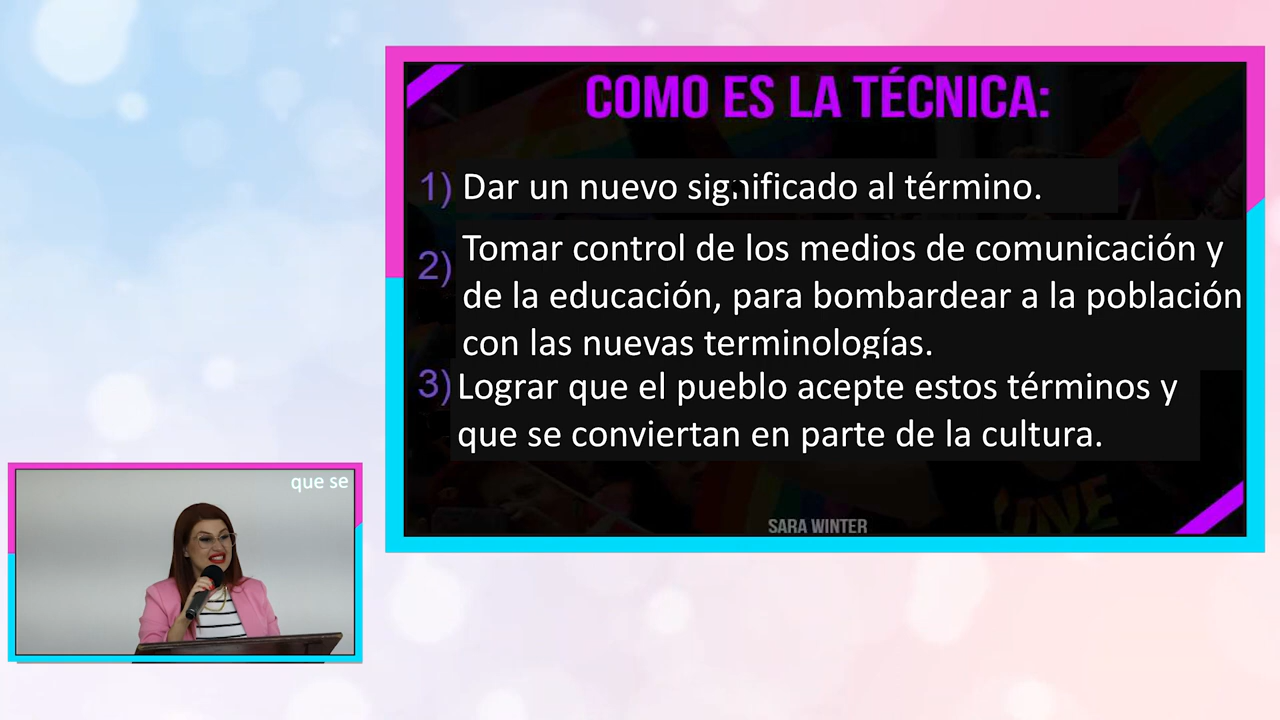 COMO ES LA TÉCNICA:
1) Dar un nuevo significado al término.
2) Tomar control de los medios de comunicación y
de la educación, para bombardear a la población
con las nuevas terminologías.
3) Lograr que el pueblo acepte estos términos y
que se conviertan en parte de la cultura.
SARA WINTER
que se